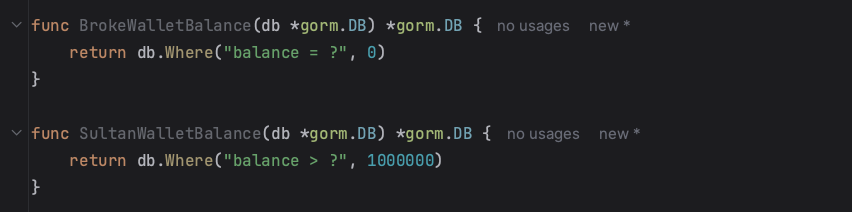 func BrokeWalletBalance(db *gorm.DB) *gorm.DB { no usages new *
    return db.Where("balance = ?", 0)
}
func SultanWalletBalance(db *gorm.DB) *gorm.DB { no usages new *
    return db.Where("balance > ?", 1000000)
}